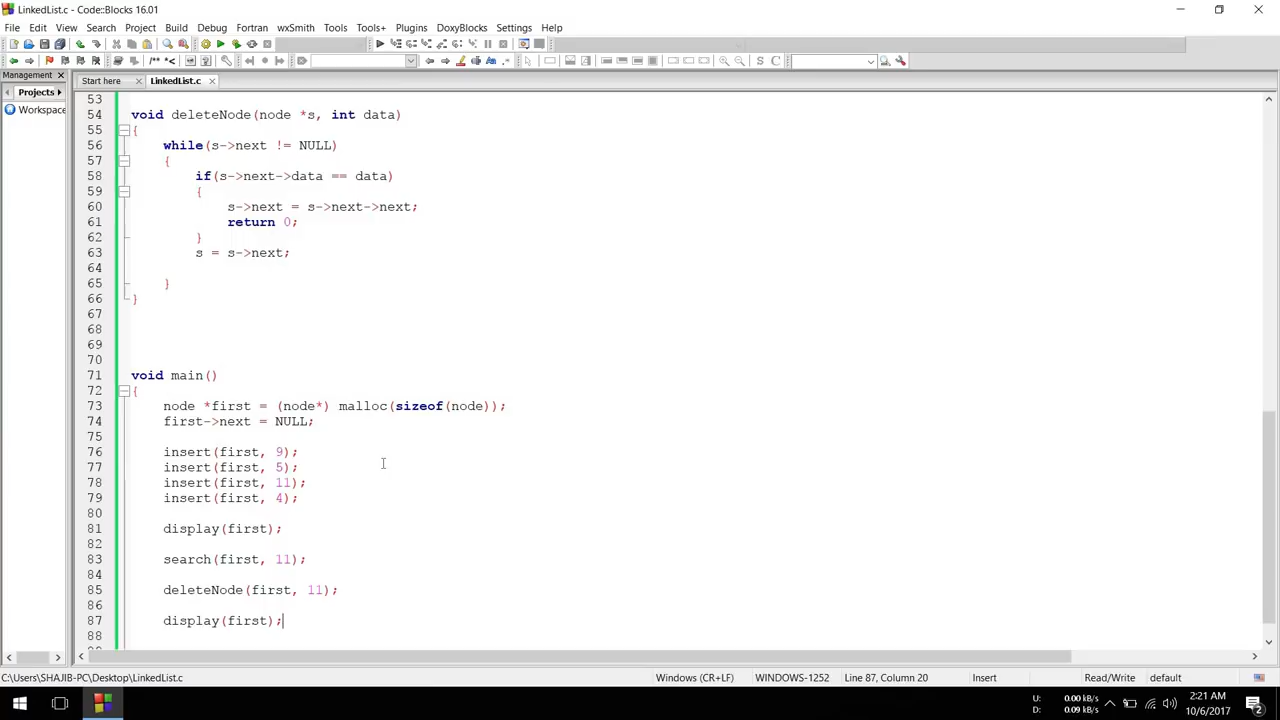 LinkedList.c - Code::Blocks 16.01
File Edit View Search Project Build Debug Fortran wxSmith Tools Tools+ Plugins DoxyBlocks Settings Help
/** *<
S C
Management
Start here
LinkedList.c
Projects
Workspace
53
54 void deleteNode(node *s, int data)
55 {
56 while(s->next != NULL)
57 {
58 if(s->next->data == data)
59 {
60 s->next = s->next->next;
61 return 0;
62 }
63 s = s->next;
64
65 }
66 }
67
68
69
70
71 void main()
72 {
73 node *first = (node*) malloc(sizeof(node));
74 first->next = NULL;
75
76 insert(first, 9);
77 insert(first, 5);
78 insert(first, 11);
79 insert(first, 4);
80
81 display(first);
82
83 search(first, 11);
84
85 deleteNode(first, 11);
86
87 display(first);
88
C:\Users\SHAJIB-PC\Desktop\LinkedList.c Windows (CR+LF) WINDOWS-1252 Line 87, Column 20 Insert Read/Write default
U: 0.00 kB/s
D: 0.09 kB/s
2:21 AM
10/6/2017
2